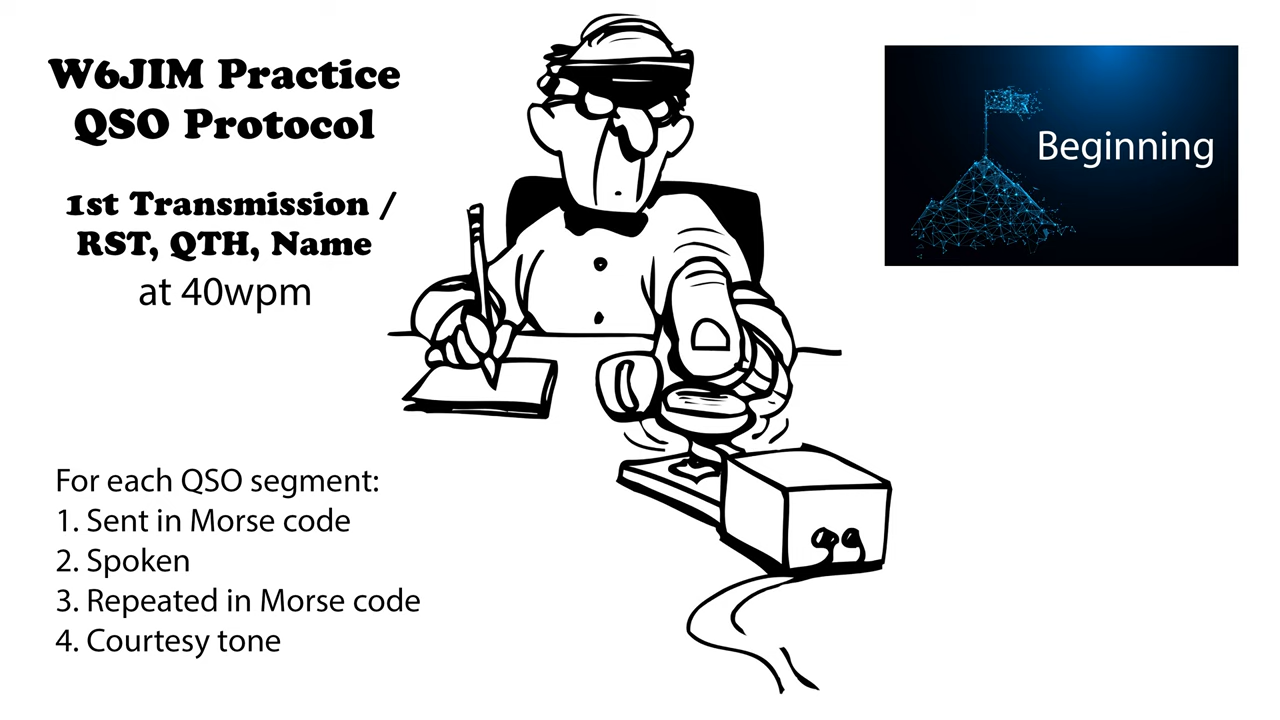 W6JIM Practice
QSO Protocol
1st Transmission /
RST, QTH, Name
at 40wpm
Beginning
For each QSO segment:
1. Sent in Morse code
2. Spoken
3. Repeated in Morse code
4. Courtesy tone